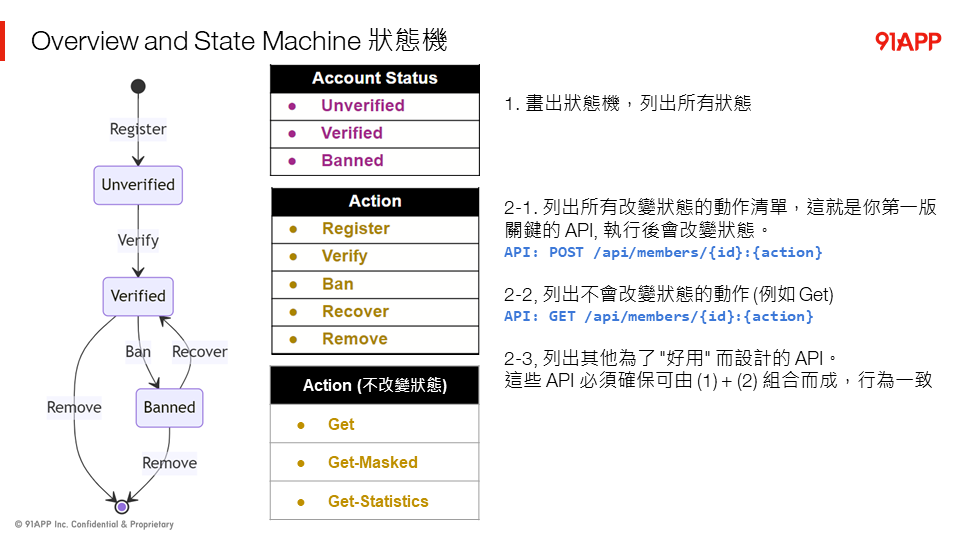 Overview and State Machine 狀態機
91APP
Register
Unverified
Verify
Verified
Ban
Recover
Remove
Banned
Remove
Account Status
● Unverified
● Verified
● Banned
Action
● Register
● Verify
● Ban
● Recover
● Remove
Action (不改變狀態)
● Get
● Get-Masked
● Get-Statistics
1. 畫出狀態機，列出所有狀態
2-1. 列出所有改變狀態的動作清單，這就是你第一版
關鍵的 API, 執行後會改變狀態。
API: POST /api/members/{id}:{action}
2-2, 列出不會改變狀態的動作 (例如 Get)
API: GET /api/members/{id}:{action}
2-3, 列出其他為了 "好用" 而設計的 API。
這些 API 必須確保可由 (1) + (2) 組合而成，行為一致
© 91APP Inc. Confidential & Proprietary